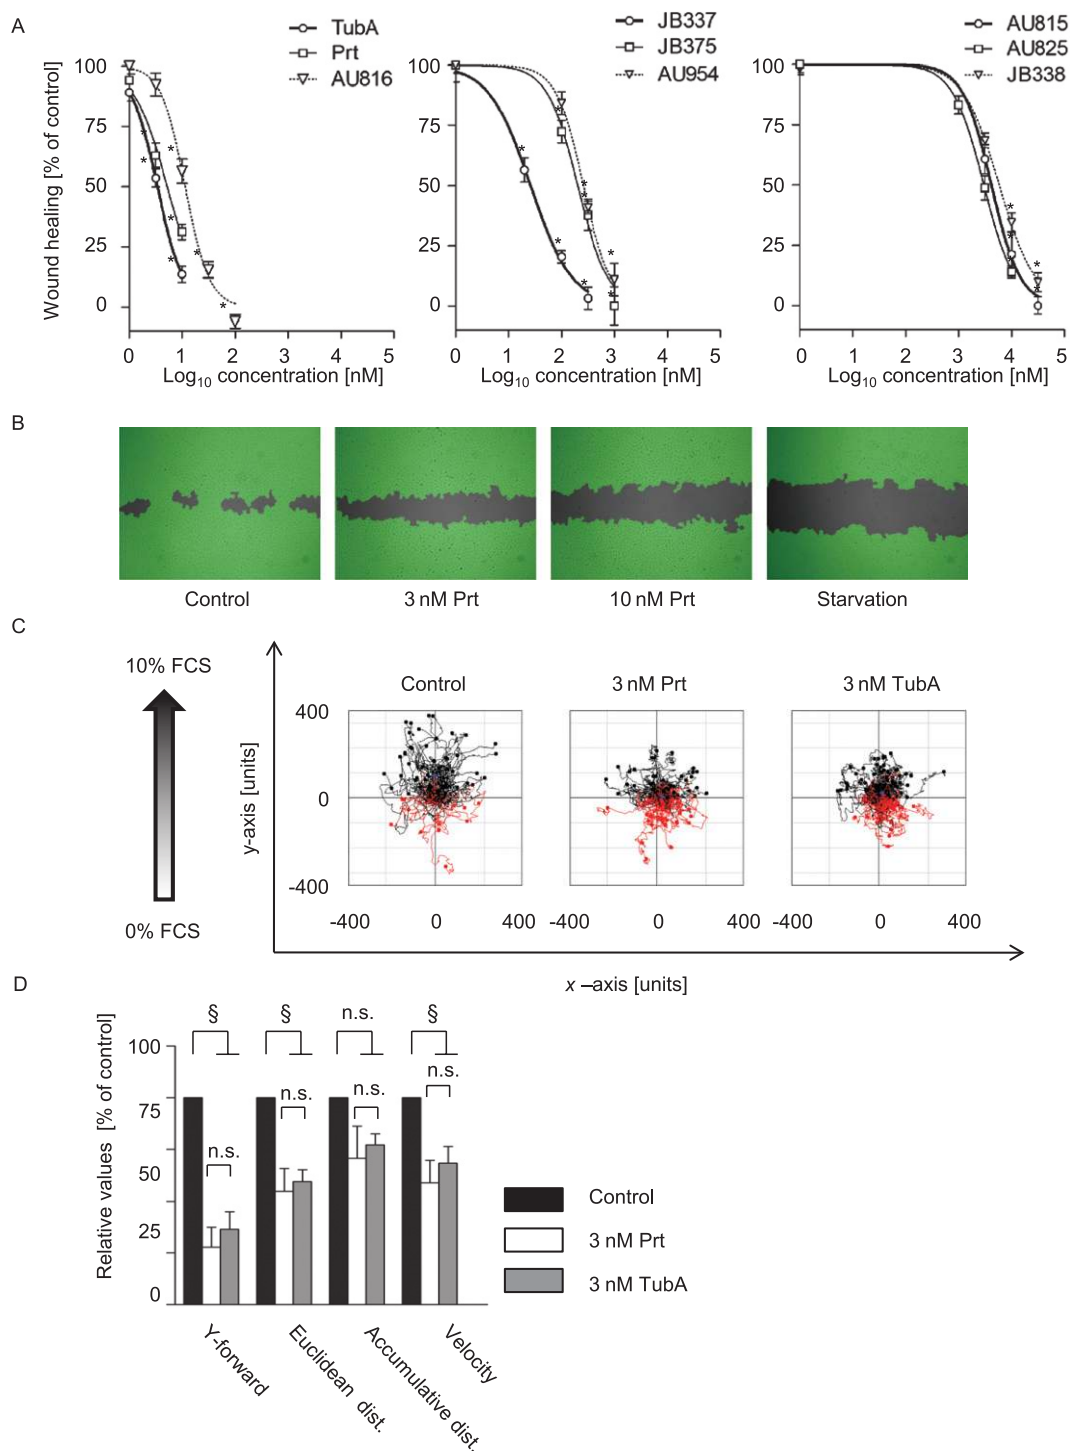 A
TubA
Prt
AU816
JB337
JB375
AU954
AU815
AU825
JB338
Wound healing [% of control]
100
75
50
25
0
100
75
50
25
0
100
75
50
25
0
0 1 2 3 4 5
0 1 2 3 4 5
0 1 2 3 4 5
Log10 concentration [nM]
Log10 concentration [nM]
Log10 concentration [nM]
B
Control
3 nM Prt
10 nM Prt
Starvation
C
10% FCS
0% FCS
Control
3 nM Prt
3 nM TubA
y-axis [units]
400
0
-400
-400 0 400
-400 0 400
-400 0 400
x –axis [units]
D
Relative values [% of control]
100
75
50
25
0
§
§
n.s.
§
n.s.
n.s.
n.s.
n.s.
Y-forward
Euclidean dist.
Accumulative dist.
Velocity
Control
3 nM Prt
3 nM TubA